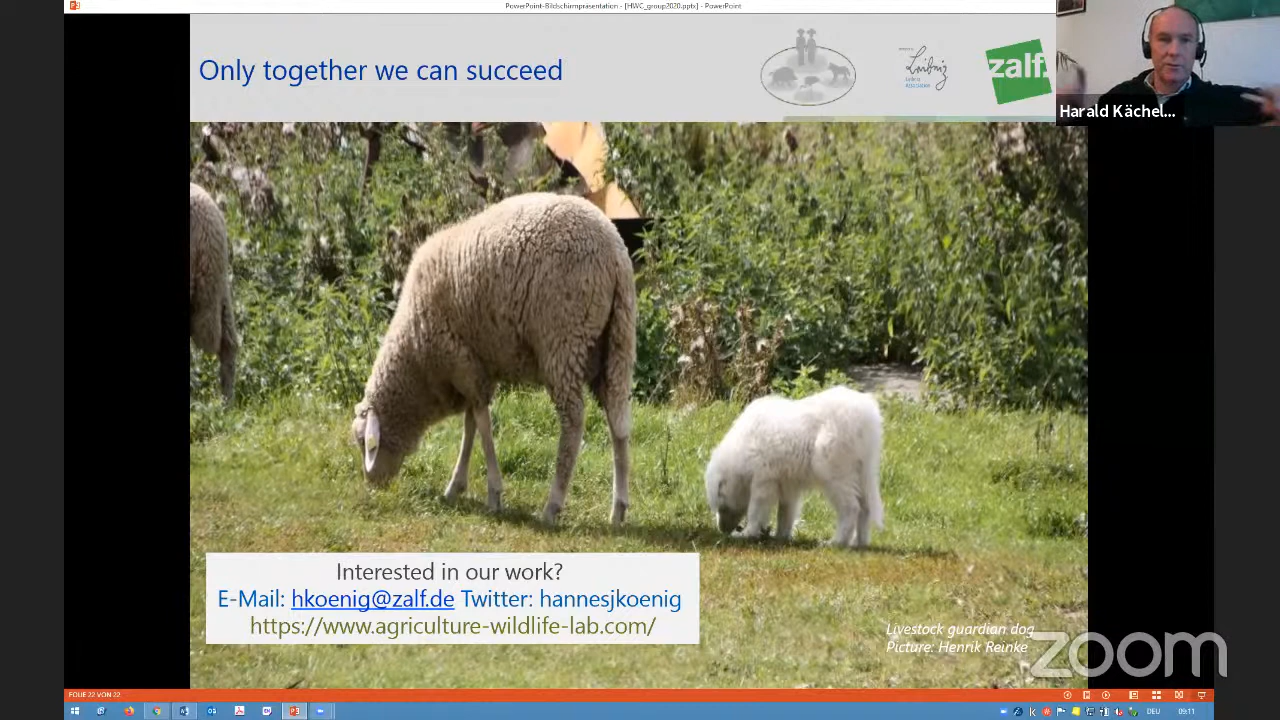 PowerPoint-Bildschirmpräsentation - [HWC_group2020.pptx] - PowerPoint
Only together we can succeed
Leibniz
Association
zalf.
Harald Kächel...
Interested in our work?
E-Mail: hkoenig@zalf.de Twitter: hannesjkoenig
https://www.agriculture-wildlife-lab.com/
Livestock guardian dog
Picture: Henrik Reinke
zoom
FOLIE 22 VON 22
DEU
09:11